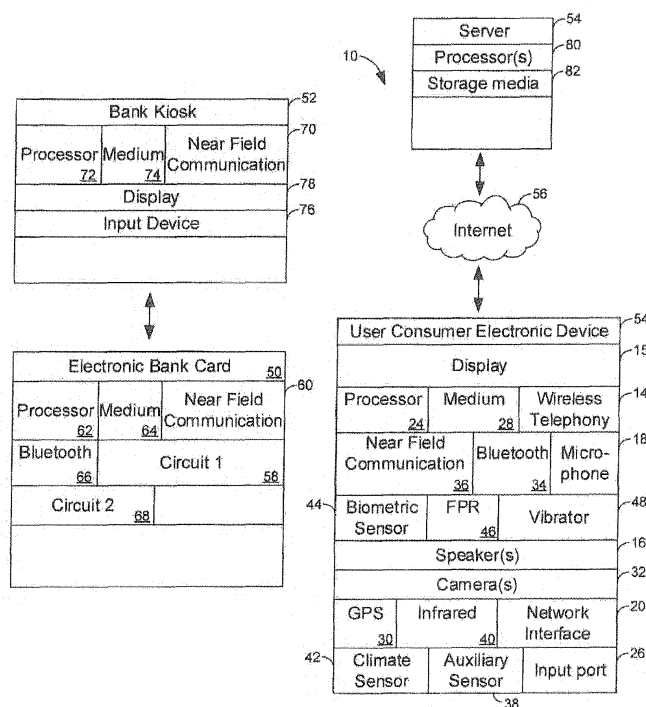 54
Server
80
Processor(s)
82
Storage media
10
52
Bank Kiosk
70
Processor
72
Medium
74
Near Field
Communication
78
Display
76
Input Device
56
Internet
54
User Consumer Electronic Device
15
Display
14
Processor
24
Medium
28
Wireless
Telephony
18
Near Field
Communication
36
Bluetooth
34
Micro-
phone
44
Biometric
Sensor
FPR
46
48
Vibrator
16
Speaker(s)
32
Camera(s)
20
GPS
30
Infrared
40
Network
Interface
42
26
Climate
Sensor
Auxiliary
Sensor
Input port
38
Electronic Bank Card
50
60
Processor
62
Medium
64
Near Field
Communication
Bluetooth
66
Circuit 1
58
Circuit 2
68